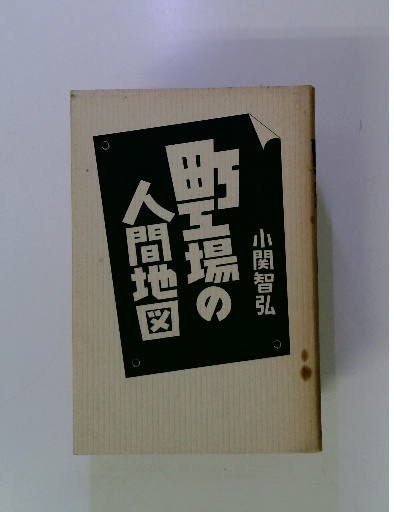 町工場の
人間地図
小関智弘